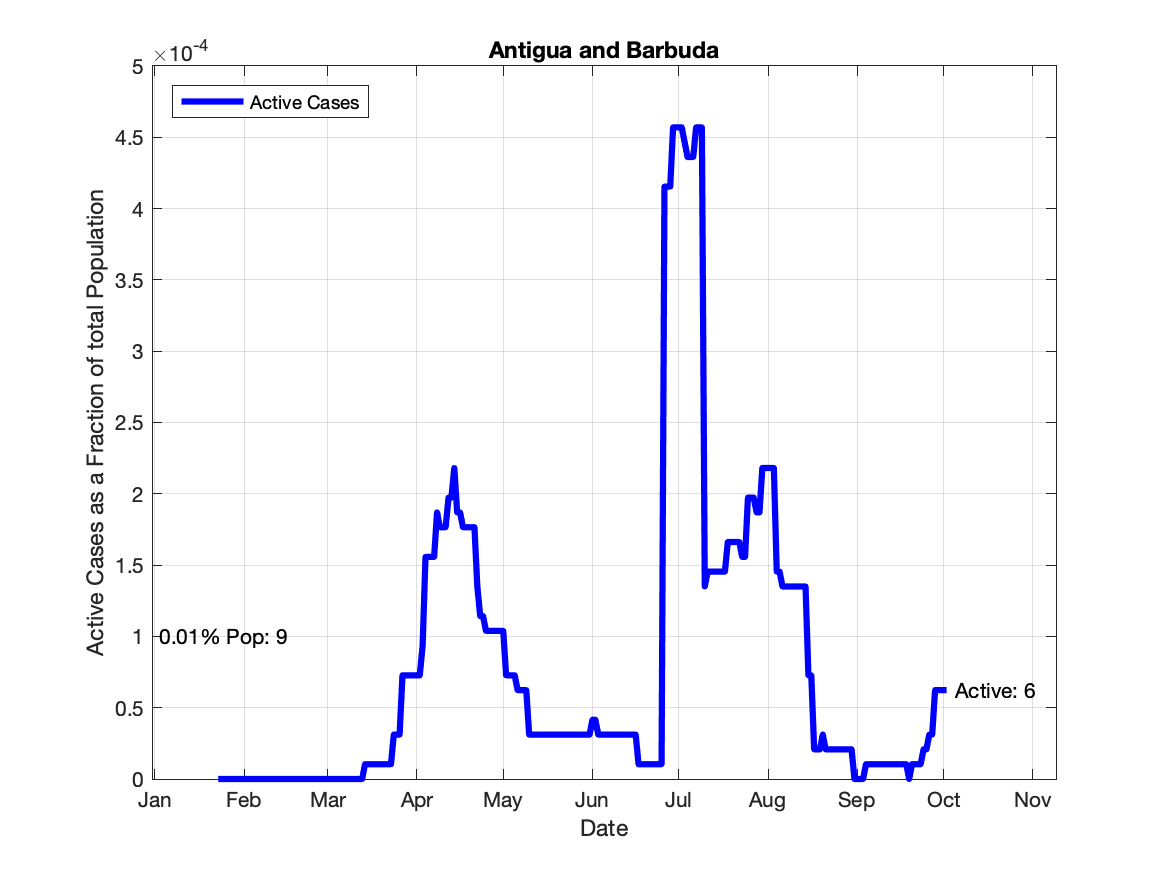 Antigua and Barbuda
×10-4
5
4.5
4
3.5
3
2.5
2
1.5
1
0.5
0
Active Cases as a Fraction of total Population
Active Cases
0.01% Pop: 9
Active: 6
Jan Feb Mar Apr May Jun Jul Aug Sep Oct Nov
Date